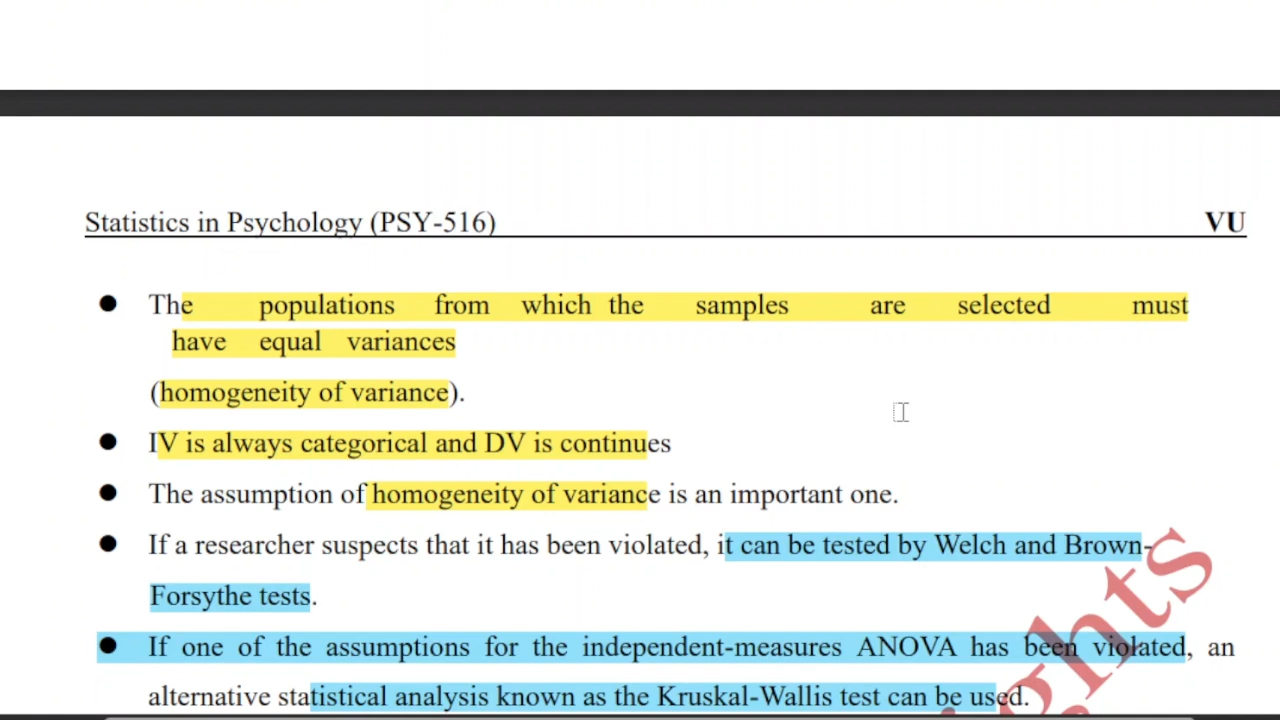 Statistics in Psychology (PSY-516) VU
● The populations from which the samples are selected must
have equal variances
(homogeneity of variance).
● IV is always categorical and DV is continues
● The assumption of homogeneity of variance is an important one.
● If a researcher suspects that it has been violated, it can be tested by Welch and Brown-
Forsythe tests.
● If one of the assumptions for the independent-measures ANOVA has been violated, an
alternative statistical analysis known as the Kruskal-Wallis test can be used.